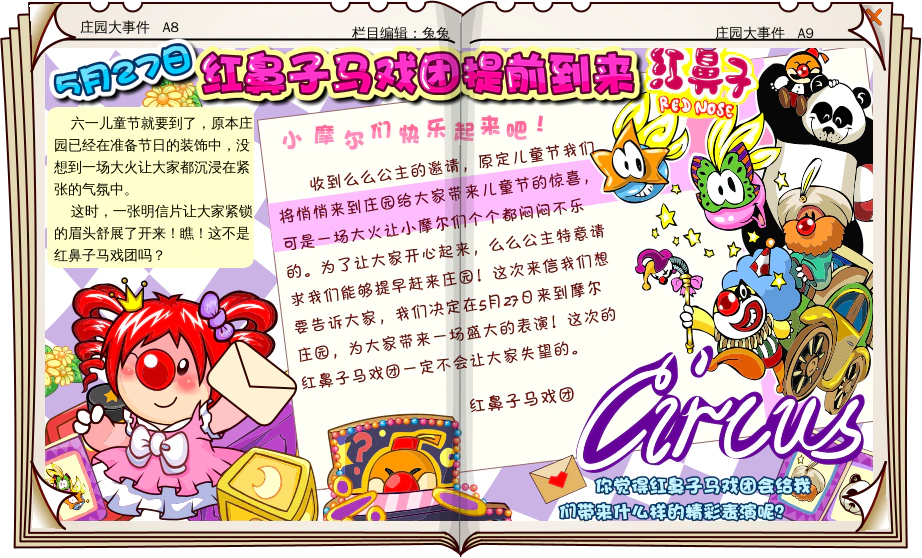 庄园大事件 A8
栏目编辑：兔兔
庄园大事件 A9
5月27日 红鼻子马戏团提前到来
红鼻子
RED NOSE
六一儿童节就要到了，原本庄
园已经在准备节日的装饰中，没
想到一场大火让大家都沉浸在紧
张的气氛中。
这时，一张明信片让大家紧锁
的眉头舒展了开来！瞧！这不是
红鼻子马戏团吗？
小摩尔们快乐起来吧！
收到么么公主的邀请，原定儿童节我们
将悄悄来到庄园给大家带来儿童节的惊喜，
可是一场大火让小摩尔们个个都闷闷不乐
的。为了让大家开心起来，么么公主特意请
求我们能够提早赶来庄园！这次来信我们想
要告诉大家，我们决定在5月27日来到摩尔
庄园，为大家带来一场盛大的表演！这次的
红鼻子马戏团一定不会让大家失望的。
红鼻子马戏团
Circus
?
你觉得红鼻子马戏团会给我
们带来什么样的精彩表演呢？